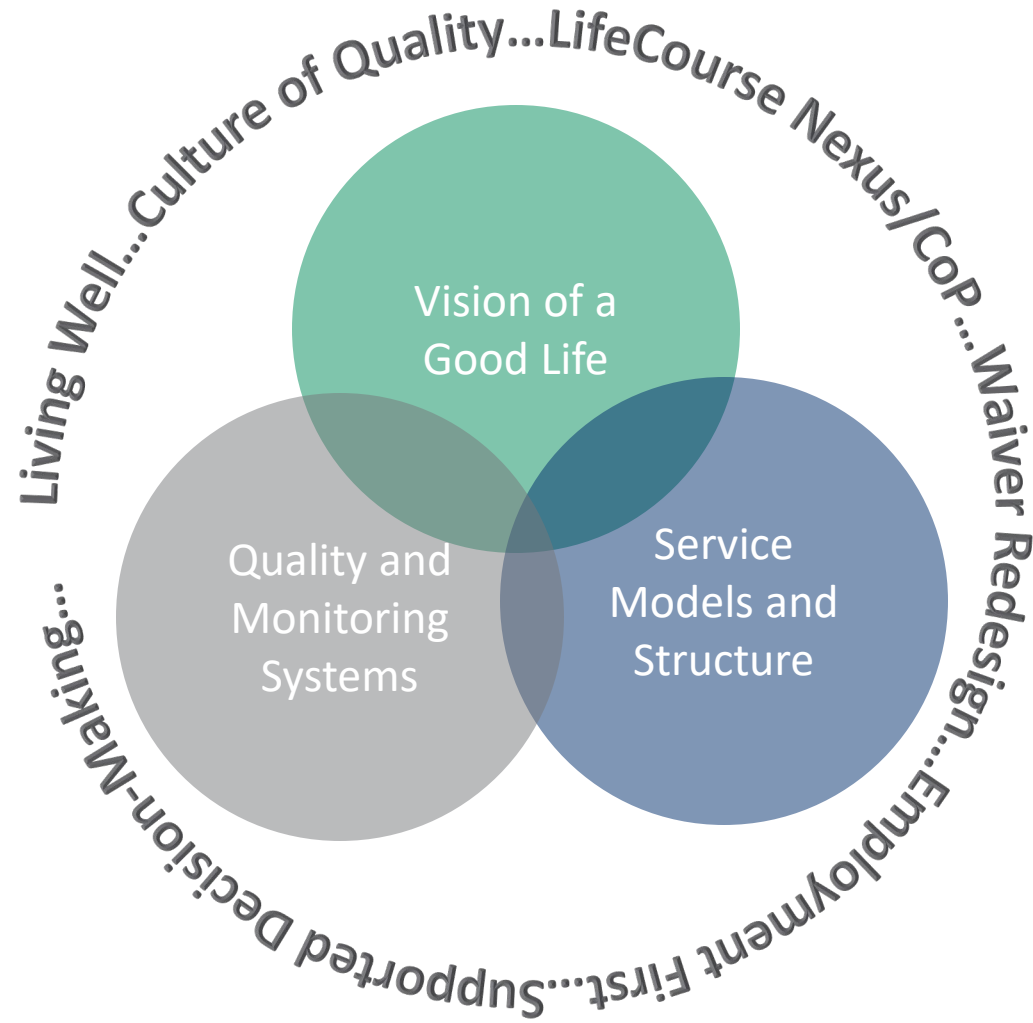 Living Well...Culture of Quality...LifeCourse Nexus/CoP...Waiver Redesign...Employment First...Supported Decision-Making...
Vision of a
Good Life
Quality and
Monitoring
Systems
Service
Models and
Structure